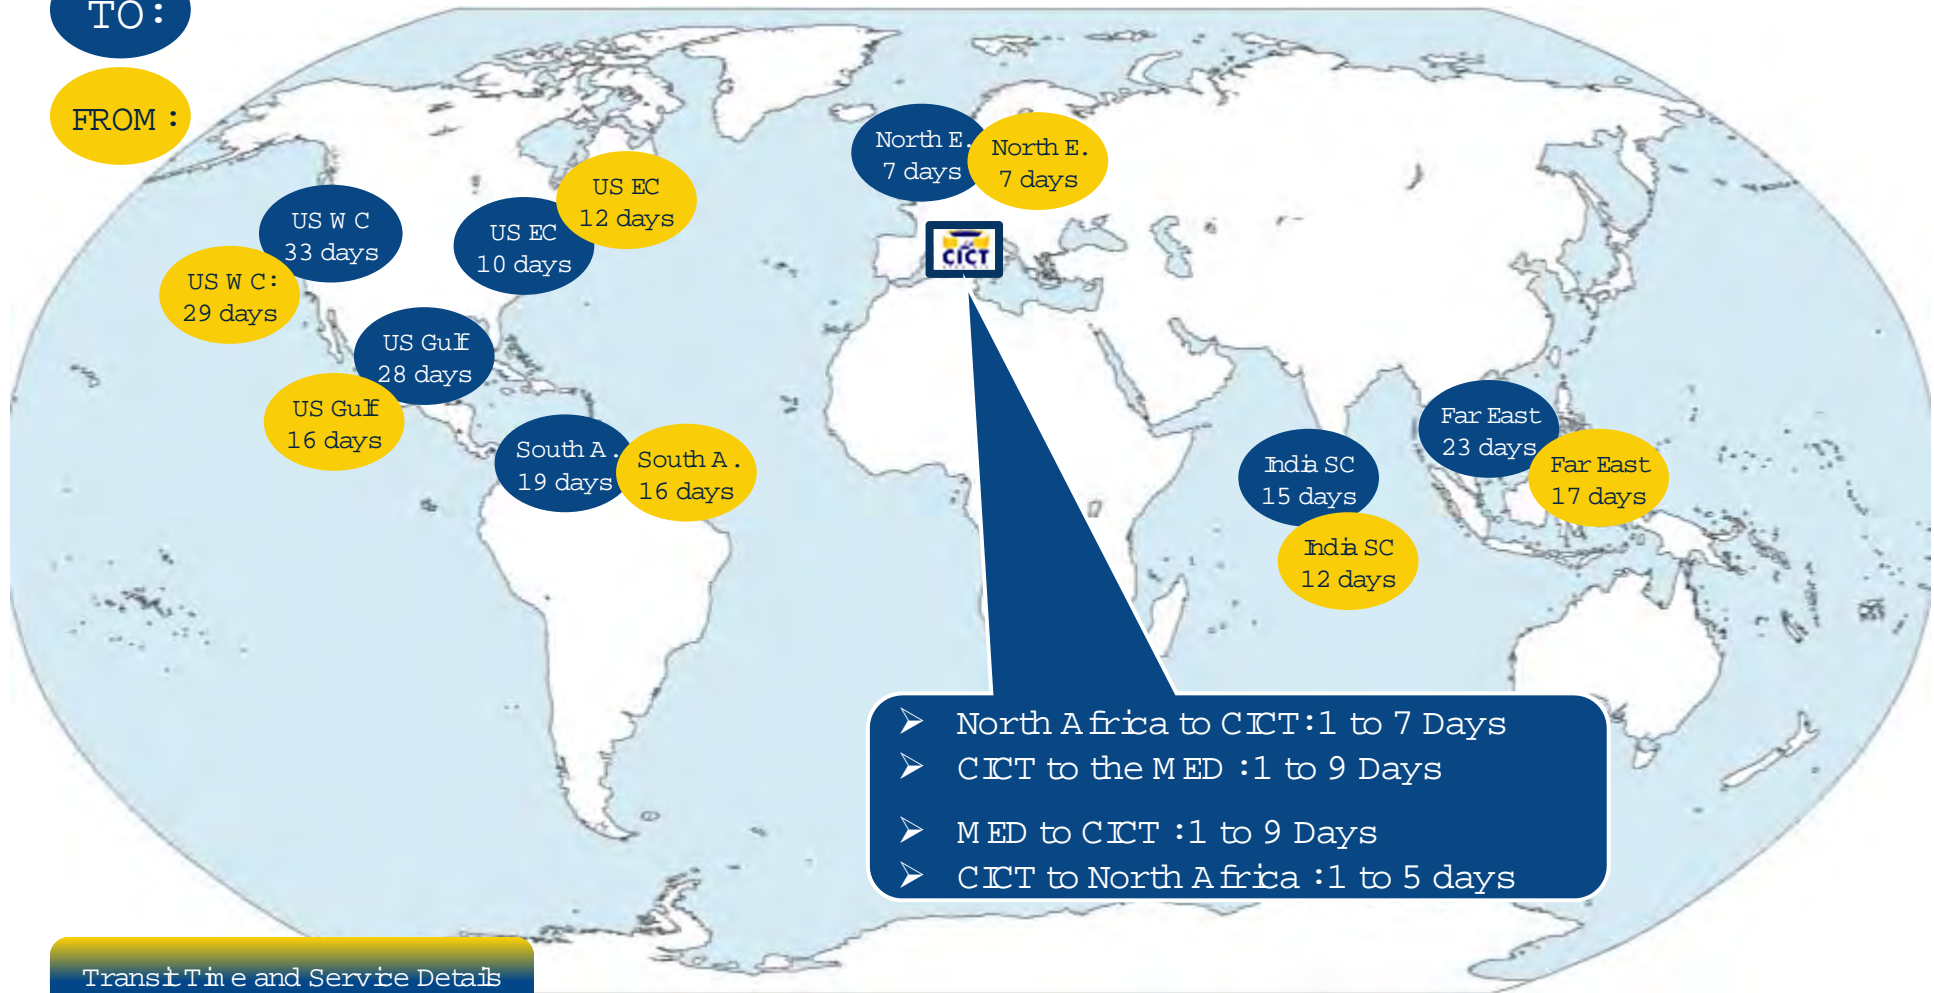 TO:
FROM:
North E.
7 days
North E.
7 days
US EC
12 days
US WC
33 days
US EC
10 days
US WC:
29 days
CICT
US Gulf
28 days
US Gulf
16 days
South A.
19 days
South A.
16 days
Far East
23 days
Far East
17 days
India SC
15 days
India SC
12 days
➢ North Africa to CICT:1 to 7 Days
➢ CICT to the MED :1 to 9 Days
➢ MED to CICT :1 to 9 Days
➢ CICT to North Africa :1 to 5 days
Transit Time and Service Details